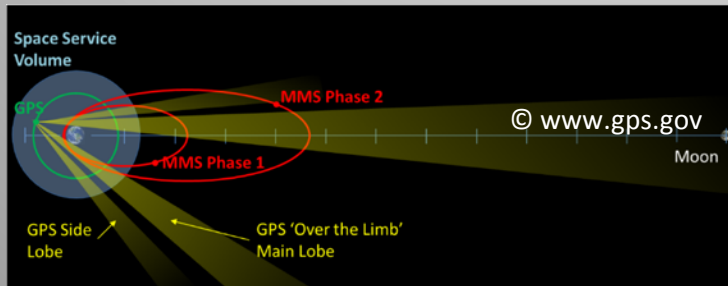 Space Service
Volume
GPS
MMS Phase 2
© www.gps.gov
MMS Phase 1
Moon
GPS Side
Lobe
GPS 'Over the Limb'
Main Lobe